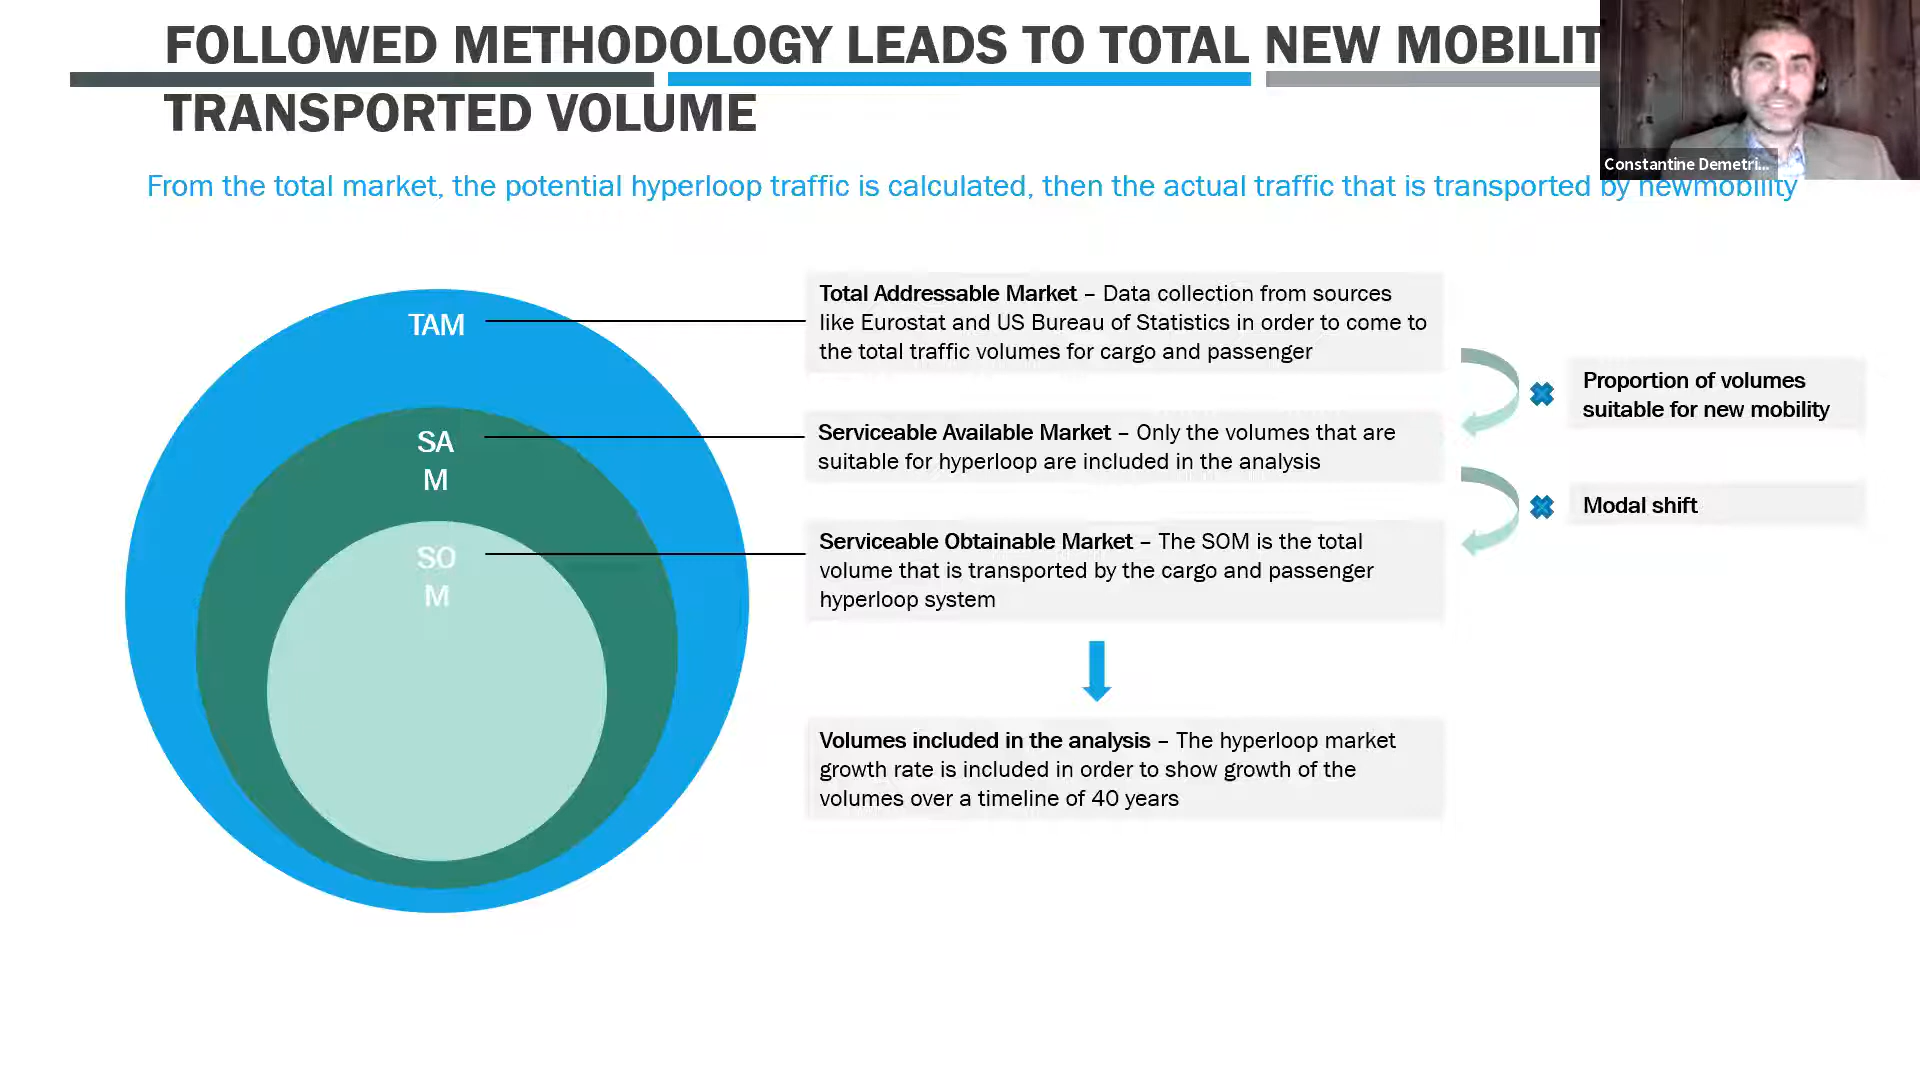 FOLLOWED METHODOLOGY LEADS TO TOTAL NEW MOBILIT
TRANSPORTED VOLUME
Constantine Demetri...
From the total market, the potential hyperloop traffic is calculated, then the actual traffic that is transported by newmobility
TAM
SA
M
SO
M
Total Addressable Market – Data collection from sources
like Eurostat and US Bureau of Statistics in order to come to
the total traffic volumes for cargo and passenger
Proportion of volumes
suitable for new mobility
Serviceable Available Market – Only the volumes that are
suitable for hyperloop are included in the analysis
Modal shift
Serviceable Obtainable Market – The SOM is the total
volume that is transported by the cargo and passenger
hyperloop system
Volumes included in the analysis – The hyperloop market
growth rate is included in order to show growth of the
volumes over a timeline of 40 years